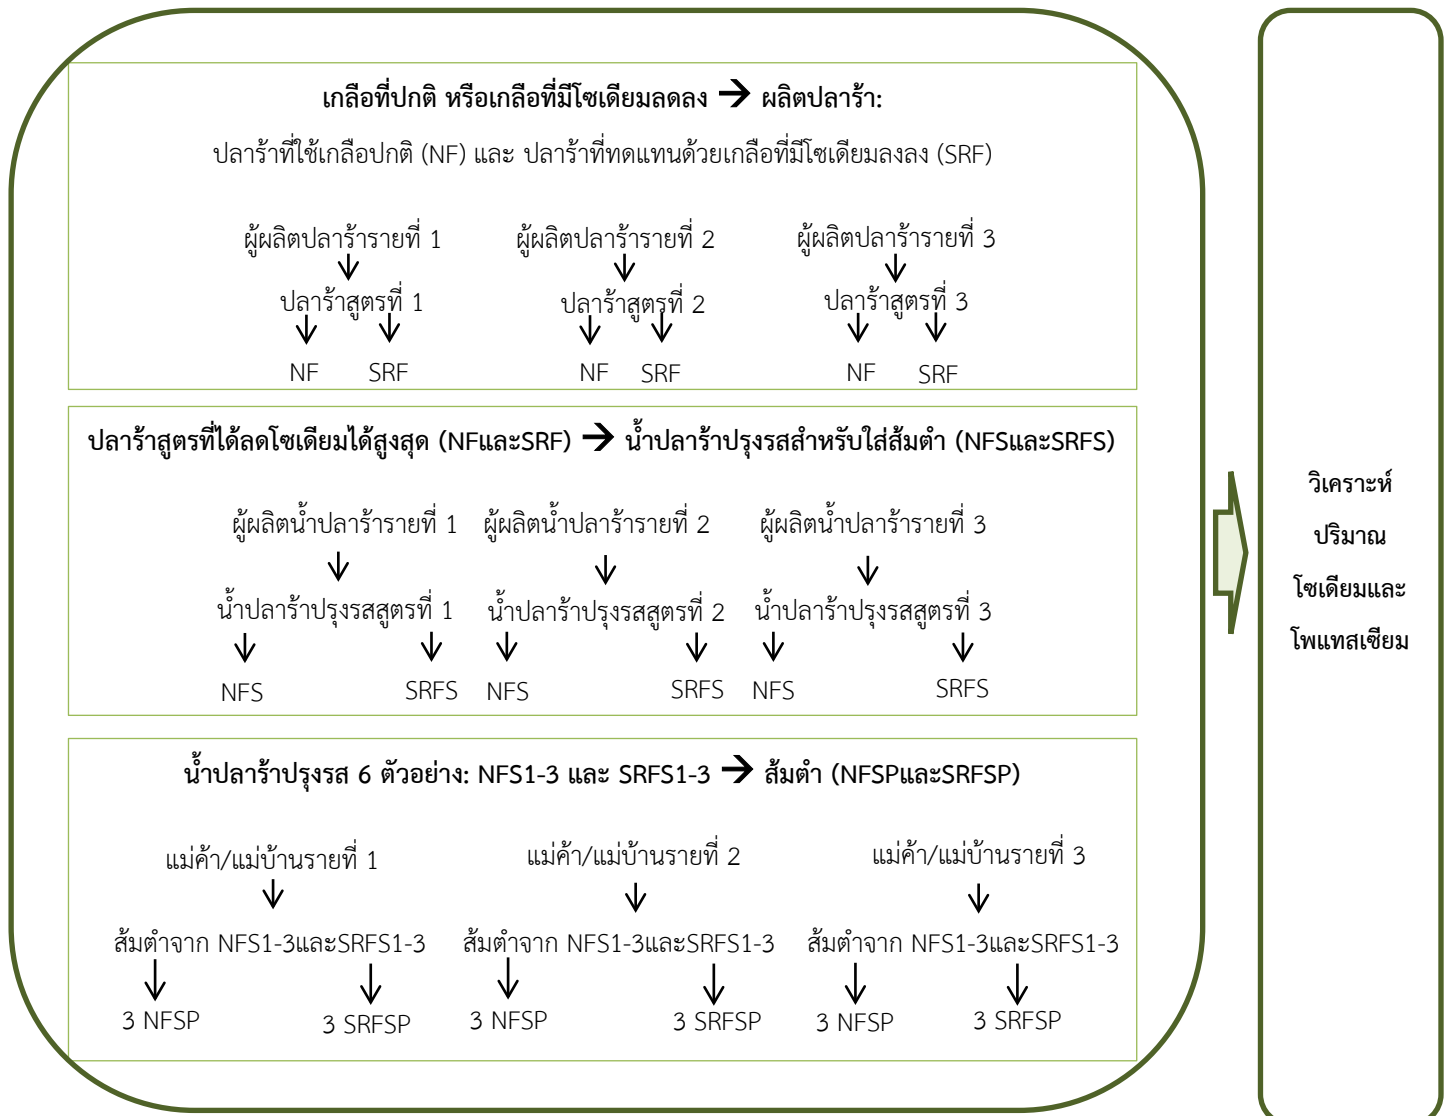 เกลือที่ปกติ หรือเกลือที่มีโซเดียมลดลง → ผลิตปลาร้า:
ปลาร้าที่ใช้เกลือปกติ (NF) และ ปลาร้าที่ทดแทนด้วยเกลือที่มีโซเดียมลงลง (SRF)
ผู้ผลิตปลาร้ารายที่ 1 ผู้ผลิตปลาร้ารายที่ 2 ผู้ผลิตปลาร้ารายที่ 3
ปลาร้าสูตรที่ 1 ปลาร้าสูตรที่ 2 ปลาร้าสูตรที่ 3
NF SRF NF SRF NF SRF
ปลาร้าสูตรที่ได้ลดโซเดียมได้สูงสุด (NFและSRF) → น้ำปลาร้าปรุงรสสำหรับใส่ส้มตำ (NFSและSRFS)
ผู้ผลิตน้ำปลาร้ารายที่ 1 ผู้ผลิตน้ำปลาร้ารายที่ 2 ผู้ผลิตน้ำปลาร้ารายที่ 3
น้ำปลาร้าปรุงรสสูตรที่ 1 น้ำปลาร้าปรุงรสสูตรที่ 2 น้ำปลาร้าปรุงรสสูตรที่ 3
NFS SRFS NFS SRFS NFS SRFS
น้ำปลาร้าปรุงรส 6 ตัวอย่าง: NFS1-3 และ SRFS1-3 → ส้มตำ (NFSPและSRFSP)
แม่ค้า/แม่บ้านรายที่ 1 แม่ค้า/แม่บ้านรายที่ 2 แม่ค้า/แม่บ้านรายที่ 3
ส้มตำจาก NFS1-3และSRFS1-3 ส้มตำจาก NFS1-3และSRFS1-3 ส้มตำจาก NFS1-3และSRFS1-3
3 NFSP 3 SRFSP 3 NFSP 3 SRFSP 3 NFSP 3 SRFSP
วิเคราะห์
ปริมาณ
โซเดียมและ
โพแทสเซียม